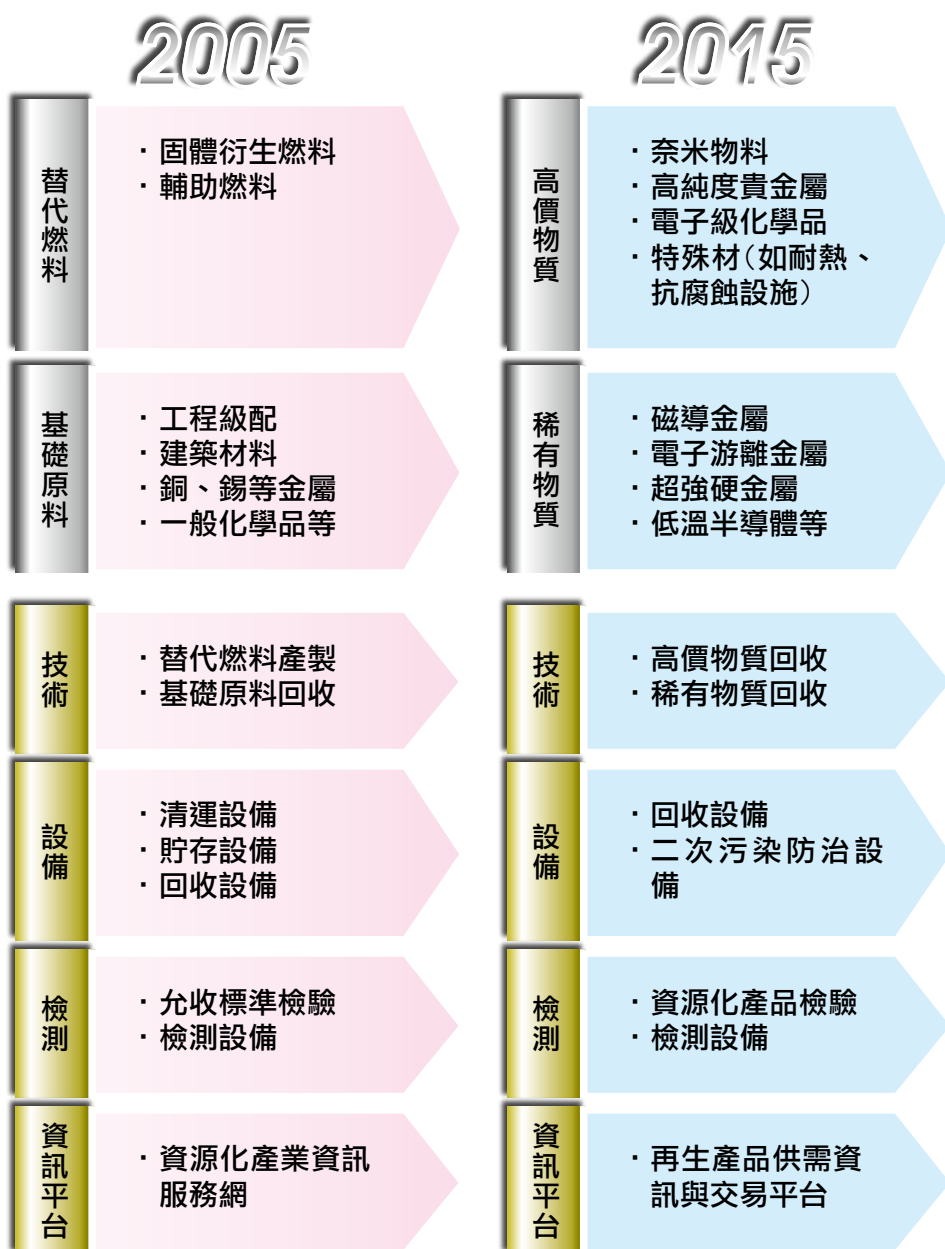 2005
替代燃料
・固體衍生燃料
・輔助燃料
基礎原料
・工程級配
・建築材料
・銅、錫等金屬
・一般化學品等
技術
・替代燃料產製
・基礎原料回收
設備
・清運設備
・貯存設備
・回收設備
檢測
・允收標準檢驗
・檢測設備
資訊平台
・資源化產業資訊
服務網
2015
高價物質
・奈米物料
・高純度貴金屬
・電子級化學品
・特殊材(如耐熱、
抗腐蝕設施)
稀有物質
・磁導金屬
・電子游離金屬
・超強硬金屬
・低溫半導體等
技術
・高價物質回收
・稀有物質回收
設備
・回收設備
・二次污染防治設
備
檢測
・資源化產品檢驗
・檢測設備
資訊平台
・再生產品供需資
訊與交易平台